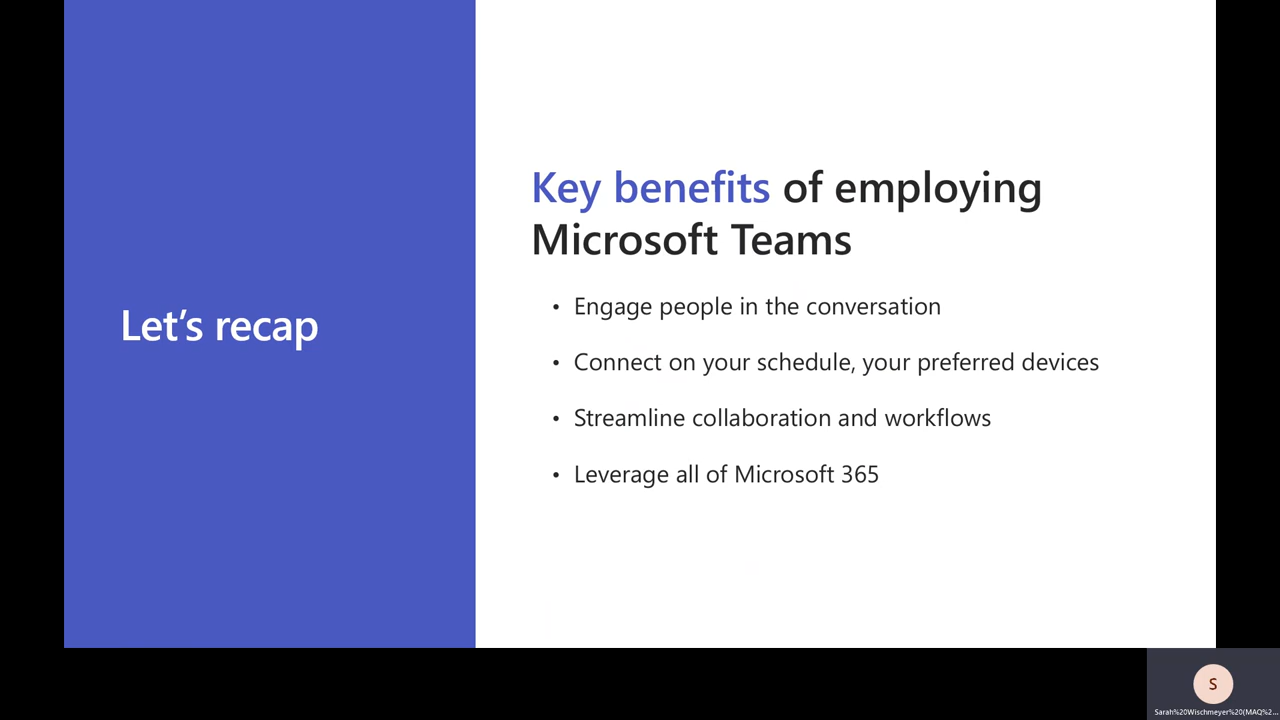 Let's recap
Key benefits of employing
Microsoft Teams
• Engage people in the conversation
• Connect on your schedule, your preferred devices
• Streamline collaboration and workflows
• Leverage all of Microsoft 365
S
Sarah%20Wischmeyer%20(MAQ%2...